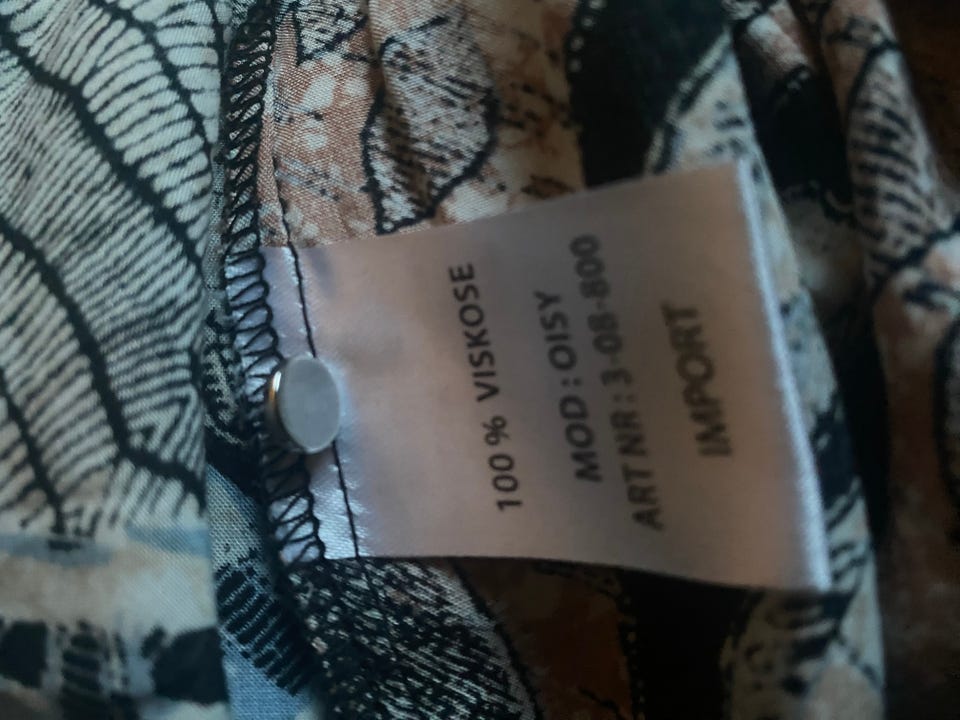 100% VISKOSE
MOD:OISY
ART NR:3-08-800
IMPORT